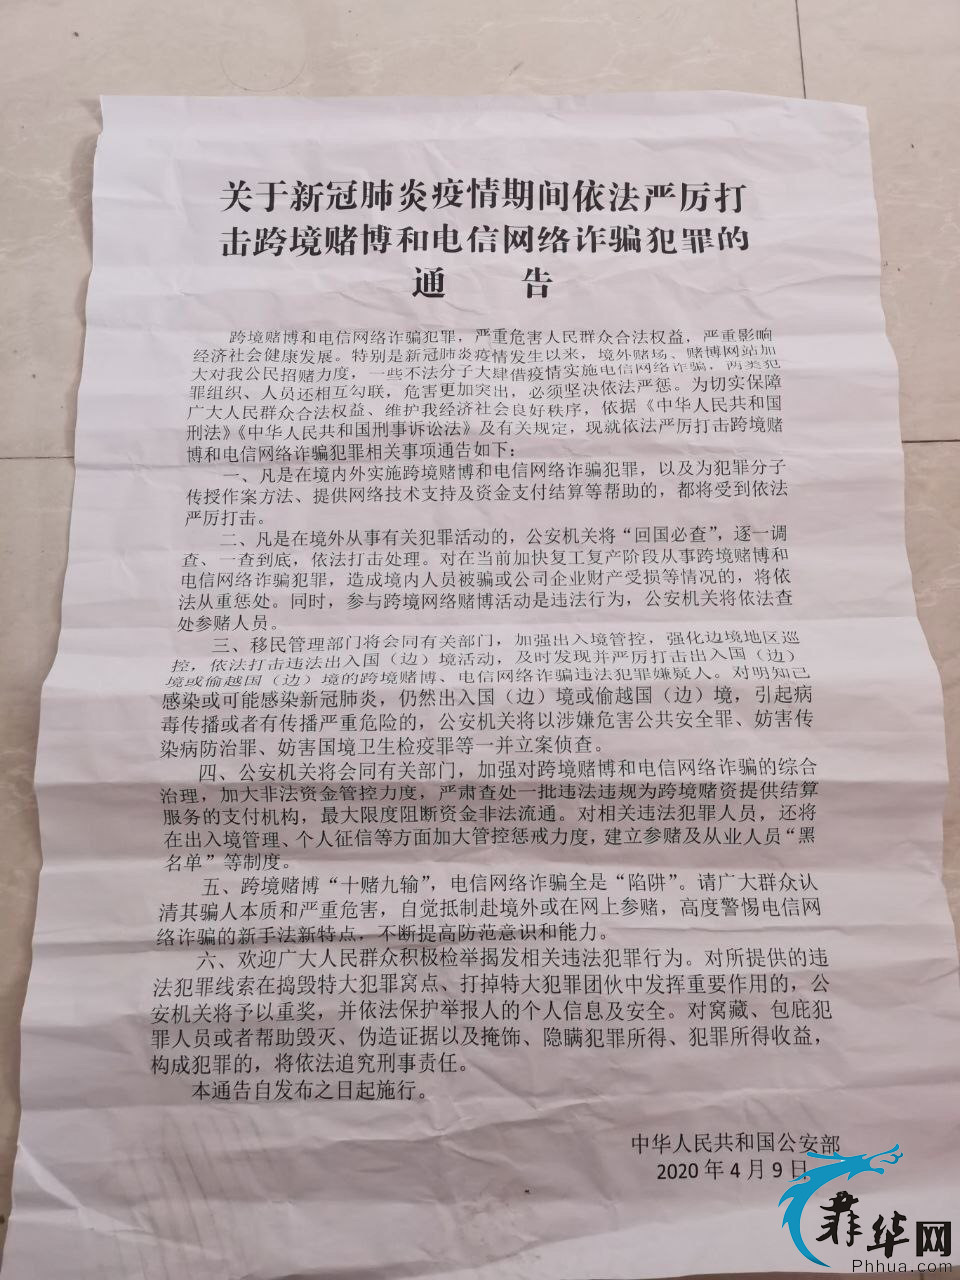 关于新冠肺炎疫情期间依法严厉打
击跨境赌博和电信网络诈骗犯罪的
通 告
跨境赌博和电信网络诈骗犯罪，严重危害人民群众合法权益，严重影响
经济社会健康发展。特别是新冠肺炎疫情发生以来，境外赌场、赌博网站加
大对我公民招赌力度，一些不法分子大肆借疫情实施电信网络诈骗，两类犯
罪组织、人员还相互勾联，危害更加突出，必须坚决依法严惩。为切实保障
广大人民群众合法权益、维护我经济社会良好秩序，依据《中华人民共和国
刑法》《中华人民共和国刑事诉讼法》及有关规定，现就依法严厉打击跨境赌
博和电信网络诈骗犯罪相关事项通告如下：
一、凡是在境内外实施跨境赌博和电信网络诈骗犯罪，以及为犯罪分子
传授作案方法、提供网络技术支持及资金支付结算等帮助的，都将受到依法
严厉打击。
二、凡是在境外从事有关犯罪活动的，公安机关将“回国必查”，逐一调
查、一查到底，依法打击处理。对在当前加快复工复产阶段从事跨境赌博和
电信网络诈骗犯罪，造成境内人员被骗或公司企业财产受损等情况的，将依
法从重惩处。同时，参与跨境网络赌博活动是违法行为，公安机关将依法查
处参赌人员。
三、移民管理部门将会同有关部门，加强出入境管控，强化边境地区巡
控，依法打击违法出入国（边）境活动，及时发现并严厉打击出入国（边）
境或偷越国（边）境的跨境赌博、电信网络诈骗违法犯罪嫌疑人。对明知己
感染或可能感染新冠肺炎，仍然出入国（边）境或偷越国（边）境，引起病
毒传播或者有传播严重危险的，公安机关将以涉嫌危害公共安全罪、妨害传
染病防治罪、妨害国境卫生检疫罪等一并立案侦查。
四、公安机关将会同有关部门，加强对跨境赌博和电信网络诈骗的综合
治理，加大非法资金管控力度，严肃查处一批违法违规为跨境赌资提供结算
服务的支付机构，最大限度阻断资金非法流通。对相关违法犯罪人员，还将
在出入境管理、个人征信等方面加大管控惩戒力度，建立参赌及从业人员“黑
名单”等制度。
五、跨境赌博“十赌九输”，电信网络诈骗全是“陷阱”。请广大群众认
清其骗人本质和严重危害，自觉抵制赴境外或在网上参赌，高度警惕电信网
络诈骗的新手法新特点，不断提高防范意识和能力。
六、欢迎广大人民群众积极检举揭发相关违法犯罪行为。对所提供的违
法犯罪线索在捣毁特大犯罪窝点、打掉特大犯罪团伙中发挥重要作用的，公
安机关将予以重奖，并依法保护举报人的个人信息及安全。对窝藏、包庇犯
罪人员或者帮助毁灭、伪造证据以及掩饰、隐瞒犯罪所得、犯罪所得收益，
构成犯罪的，将依法追究刑事责任。
本通告自发布之日起施行。
中华人民共和国公安部
2020 年 4 月 9 日
菲华网
Phhua.com